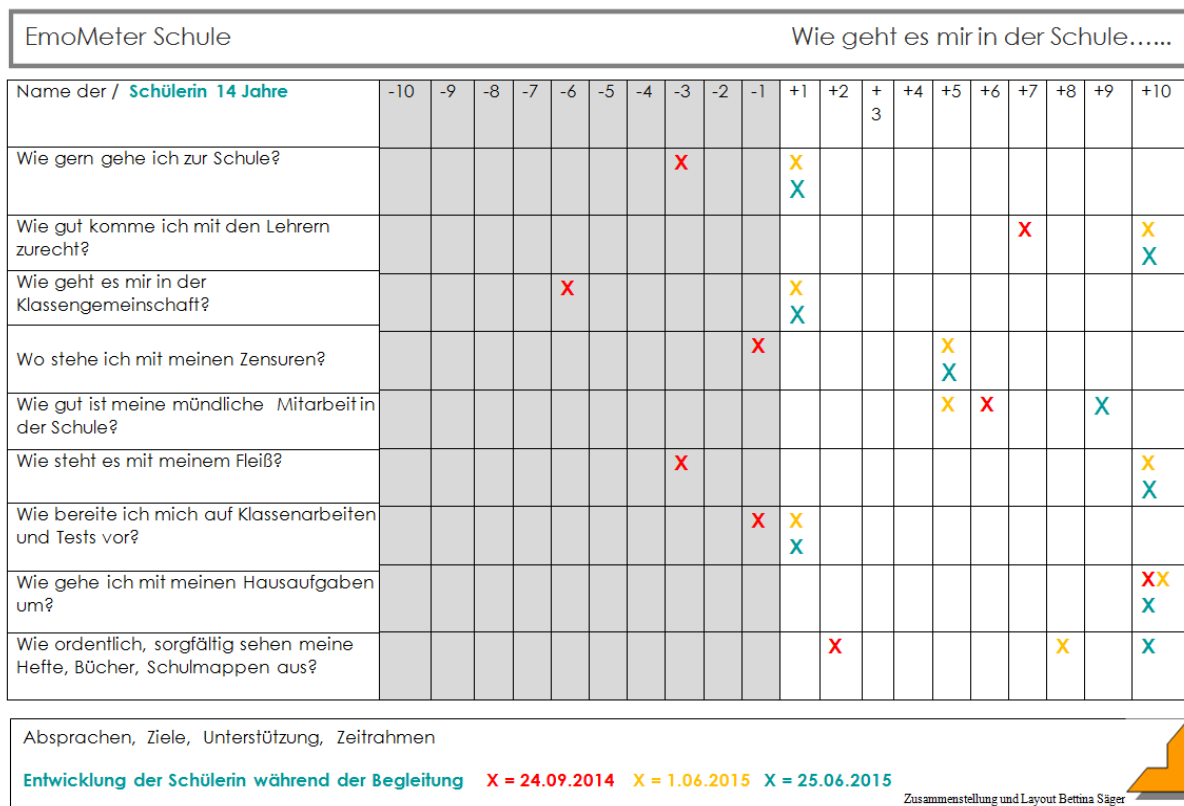 EmoMeter Schule Wie geht es mir in der Schule…...
Name der / Schülerin 14 Jahre -10 -9 -8 -7 -6 -5 -4 -3 -2 -1 +1 +2 + +4 +5 +6 +7 +8 +9 +10
3
Wie gern gehe ich zur Schule? X X
X
Wie gut komme ich mit den Lehrern X X
zurecht? X
Wie geht es mir in der X X
Klassengemeinschaft? X
X X
Wo stehe ich mit meinen Zensuren?
X
Wie gut ist meine mündliche Mitarbeit in X X X
der Schule?
Wie steht es mit meinem Fleiß? X X
X
Wie bereite ich mich auf Klassenarbeiten X X
und Tests vor? X
Wie gehe ich mit meinen Hausaufgaben XX
um? X
Wie ordentlich, sorgfältig sehen meine X X X
Hefte, Bücher, Schulmappen aus?
Absprachen, Ziele, Unterstützung, Zeitrahmen
Entwicklung der Schülerin während der Begleitung X = 24.09.2014 X = 1.06.2015 X = 25.06.2015
Zusammenstellung und Layout Bettina Säger